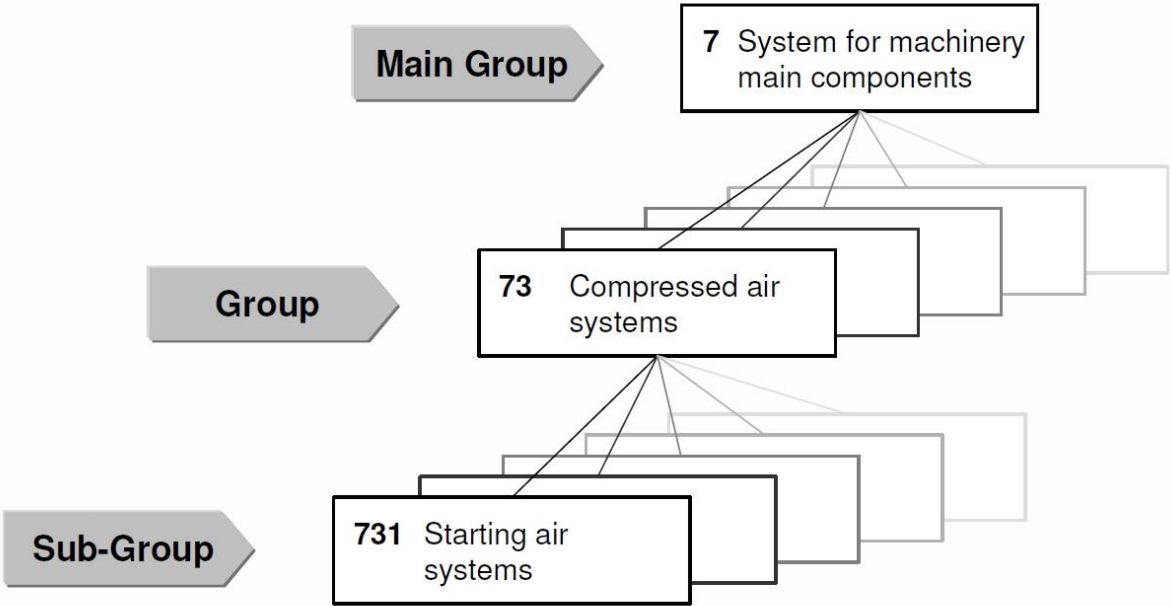 Main Group
7 System for machinery
main components
Group
73 Compressed air
systems
Sub-Group
731 Starting air
systems